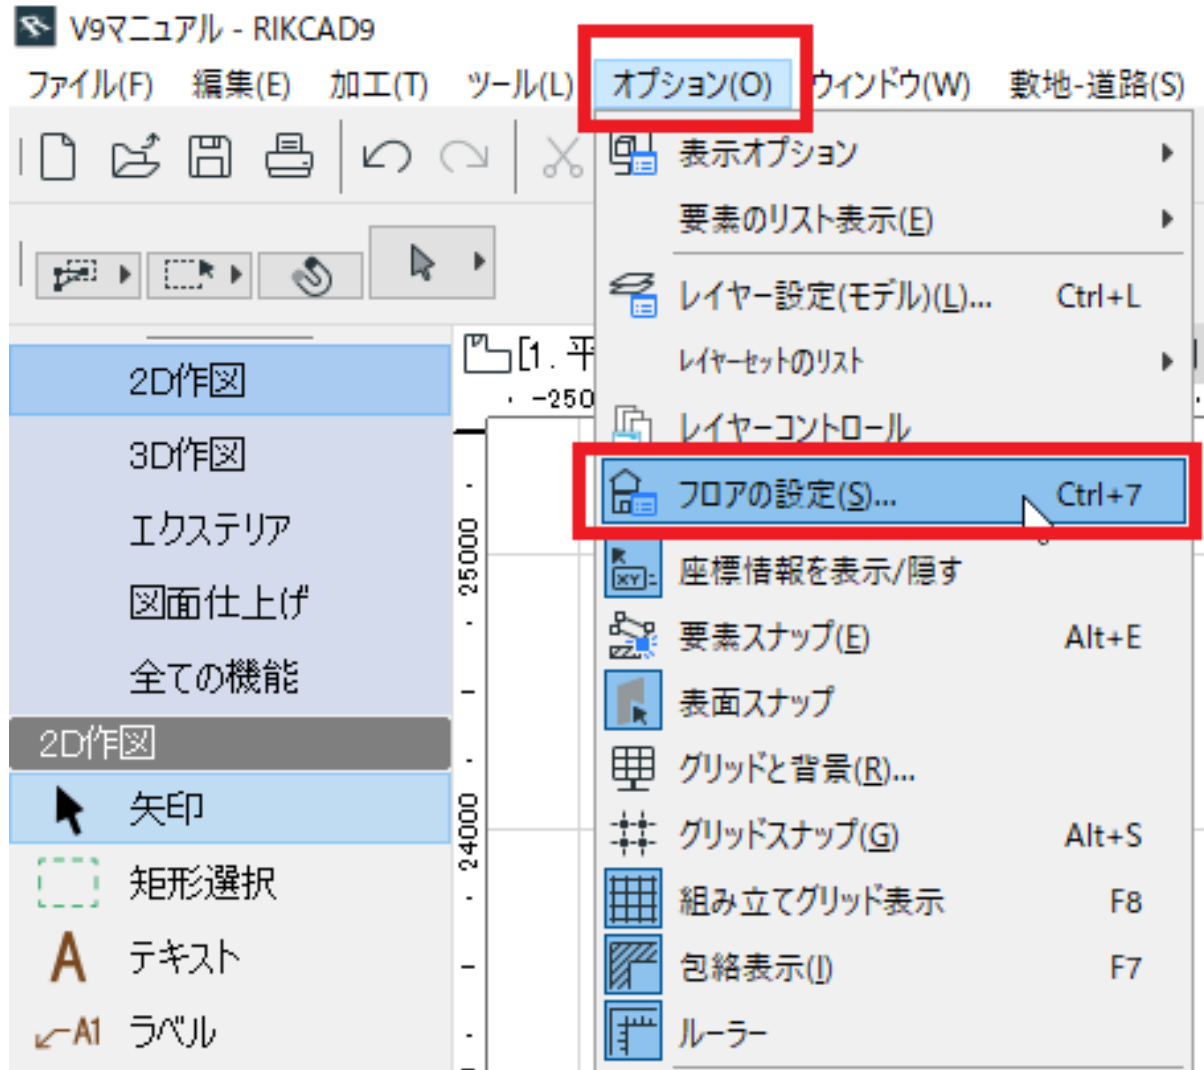 V9マニュアル - RIKCAD9
ファイル(F) 編集(E) 加工(T) ツール(L) オプション(O) ウィンドウ(W) 敷地-道路(S)
表示オプション
要素のリスト表示(E)
レイヤー設定(モデル)(L)... Ctrl+L
レイヤーセットのリスト
レイヤーコントロール
フロアの設定(S)... Ctrl+7
座標情報を表示/隠す
要素スナップ(E) Alt+E
表面スナップ
グリッドと背景(R)...
グリッドスナップ(G) Alt+S
組み立てグリッド表示 F8
包絡表示(I) F7
ルーラー
2D作図
3D作図
エクステリア
図面仕上げ
全ての機能
2D作図
矢印
矩形選択
A テキスト
A1 ラベル
[1. 平
-250
25000
24000